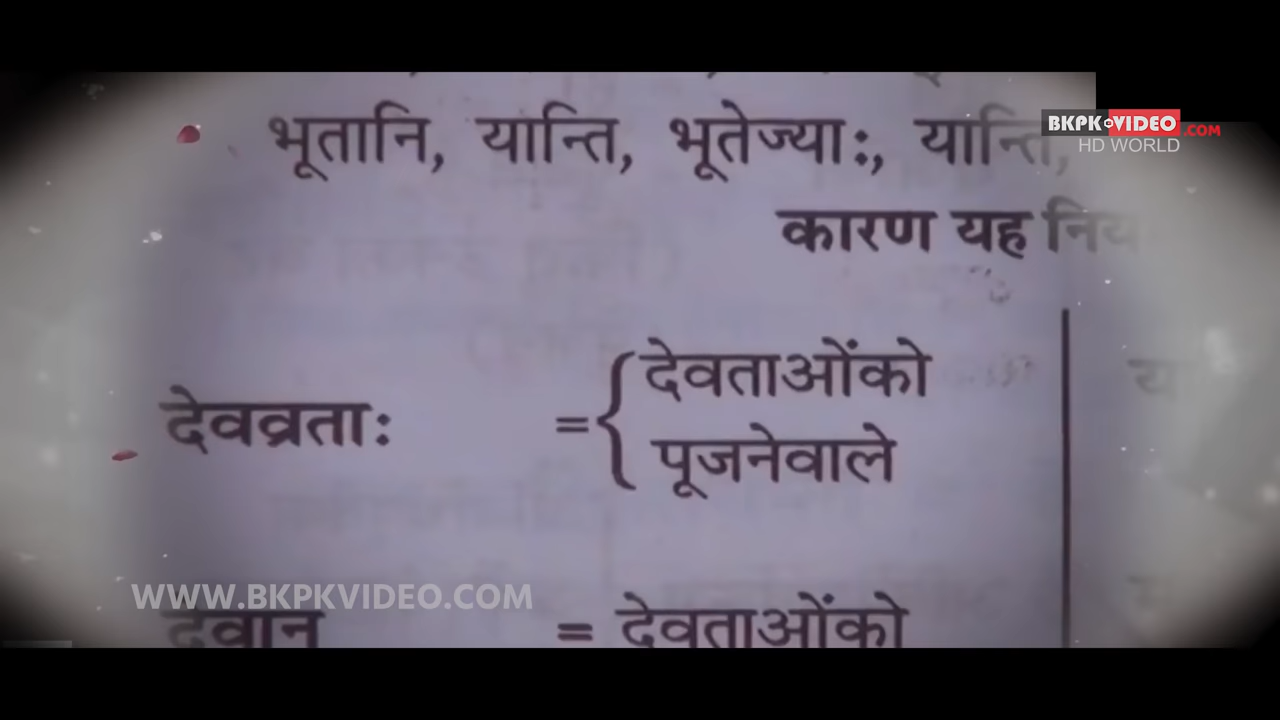 भूतानि, यान्ति, भूतेज्याः, यान्ति,
BKPK VIDEO.COM
HD WORLD
कारण यह
देवव्रताः = देवताओंको
पूजनेवाले
WWW.BKPKVIDEO.COM
देवान् = देवताओंको